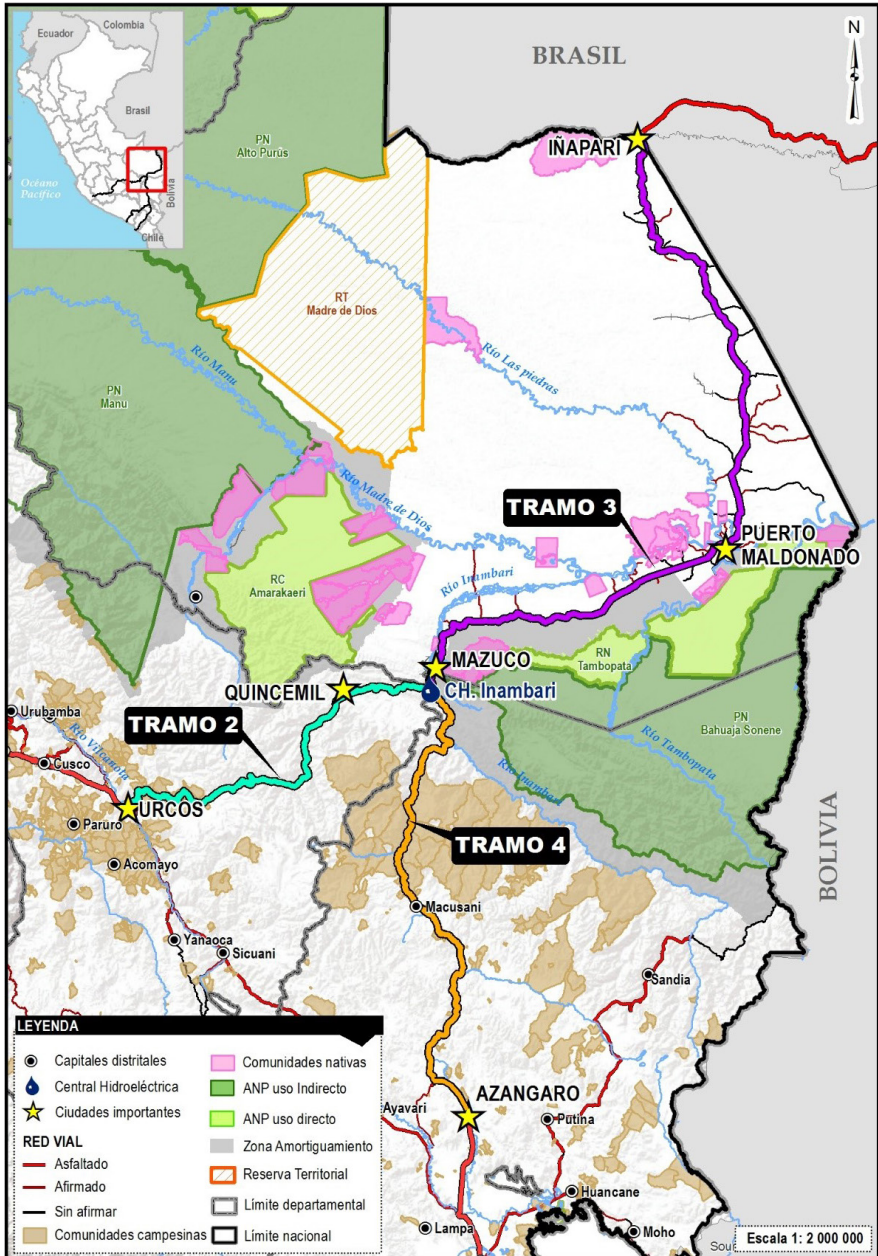 Ecuador
Colombia
Brasil
Océano
Pacífico
Bolivia
Chile
BRASIL
N
IÑAPARI
PN
Alto Purús
RT
Madre de Dios
Río Manu
Río Las piedras
PN
Manu
Río Madre de Dios
TRAMO 3
PUERTO
MALDONADO
RC
Amarakaeri
Río Inambari
MAZUCO
RN
Tambopata
QUINCEMIL
CH. Inambari
PN
Bahuaja Sonene
Urubamba
TRAMO 2
Río Vilcanota
Río Tambopata
Cusco
Río Inambari
URCOS
Paruro
TRAMO 4
BOLIVIA
Acomayo
Macusani
Yanaoca
Sicuani
Sandia
LEYENDA
Capitales distritales
Central Hidroeléctrica
Ciudades importantes
RED VIAL
Asfaltado
Afirmado
Sin afirmar
Comunidades campesinas
Comunidades nativas
ANP uso Indirecto
ANP uso directo
Zona Amortiguamiento
Reserva Territorial
Límite departamental
Límite nacional
AZANGARO
Ayavari
Putina
Huancane
Lampa
Moho
Escala 1: 2 000 000